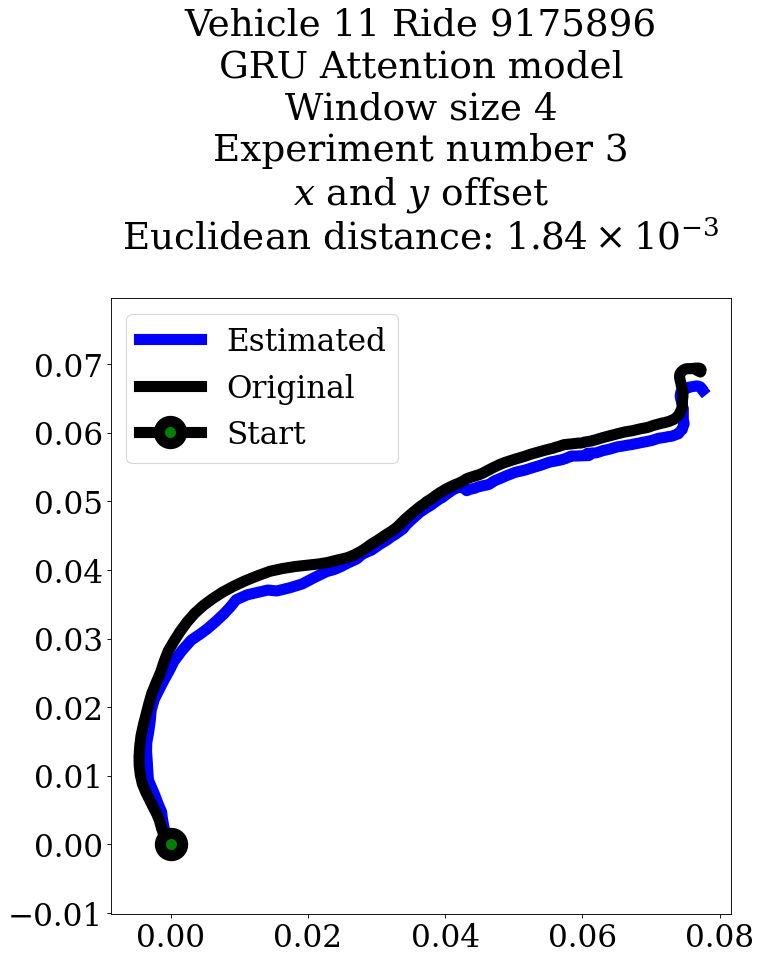 Vehicle 11 Ride 9175896
GRU Attention model
Window size 4
Experiment number 3
x and y offset
Euclidean distance: 1.84 × 10⁻³
Estimated
Original
Start
0.07
0.06
0.05
0.04
0.03
0.02
0.01
0.00
−0.01
0.00 0.02 0.04 0.06 0.08